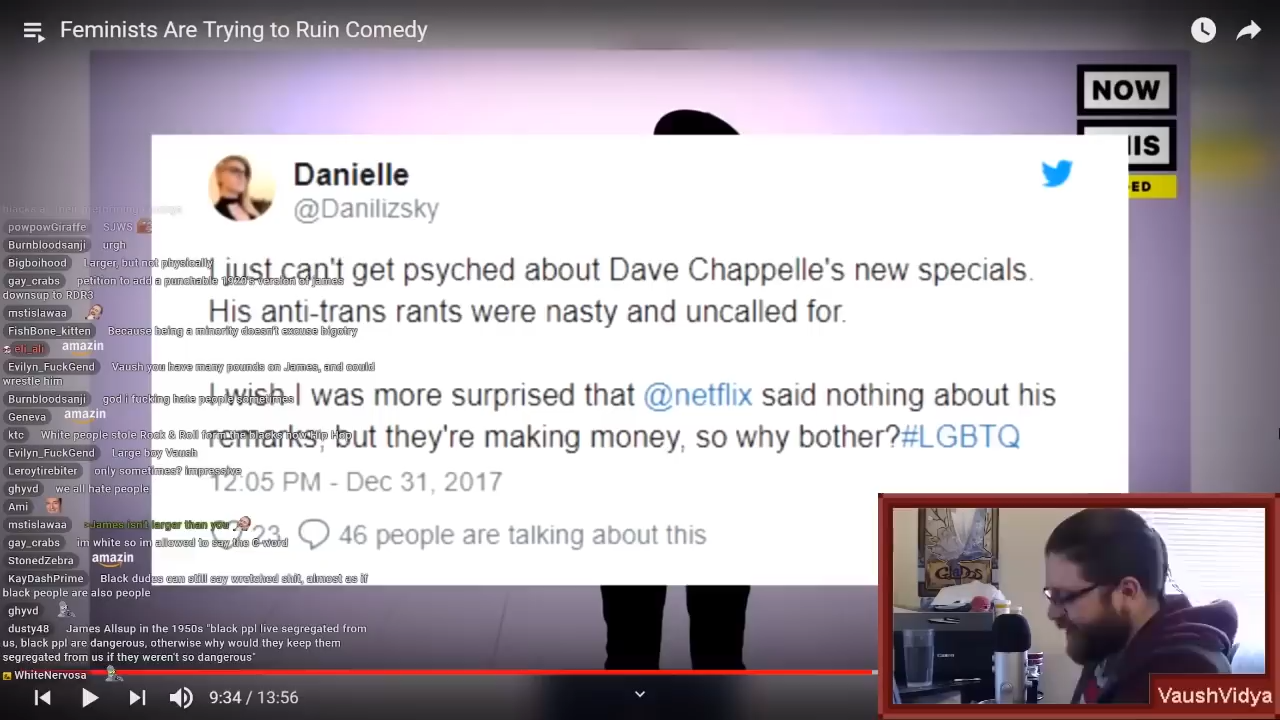 Feminists Are Trying to Ruin Comedy
NOW
HIS
ED
Danielle
@Danilizsky
I just can't get psyched about Dave Chappelle's new specials.
His anti-trans rants were nasty and uncalled for.
I wish I was more surprised that @netflix said nothing about his
remarks, but they're making money, so why bother?#LGBTQ
12:05 PM - Dec 31, 2017
23 46 people are talking about this
powpowGiraffe SJWS
Burnbloodsanji urgh
Bigboihood Larger, but not physically
gay_crabs petition to add a punchable 1920's version of james
downsup to RDR3
mstislawaa
FishBone_kitten Because being a minority doesn't excuse bigotry
eli_ali amazin
Evilyn_FuckGend Vaush you have many pounds on James, and could
wrestle him
Burnbloodsanji god i fucking hate people sometimes
Geneva amazin
ktc White people stole Rock & Roll form the blacks now Hip Hop
Evilyn_FuckGend Large boy Vaush
Leroytirebiter only sometimes? Impressive
ghyvd we all hate people
Ami
mstislawaa >James isn't larger than you
gay_crabs im white so im allowed to say the C-word
StonedZebra amazin
KayDashPrime Black dudes can still say wretched shit, almost as if
black people are also people
ghyvd
dusty48 James Allsup in the 1950s "black ppl live segregated from
us, black ppl are dangerous, otherwise why would they keep them
segregated from us if they weren't so dangerous"
WhiteNervosa
9:34 / 13:56
VaushVidya